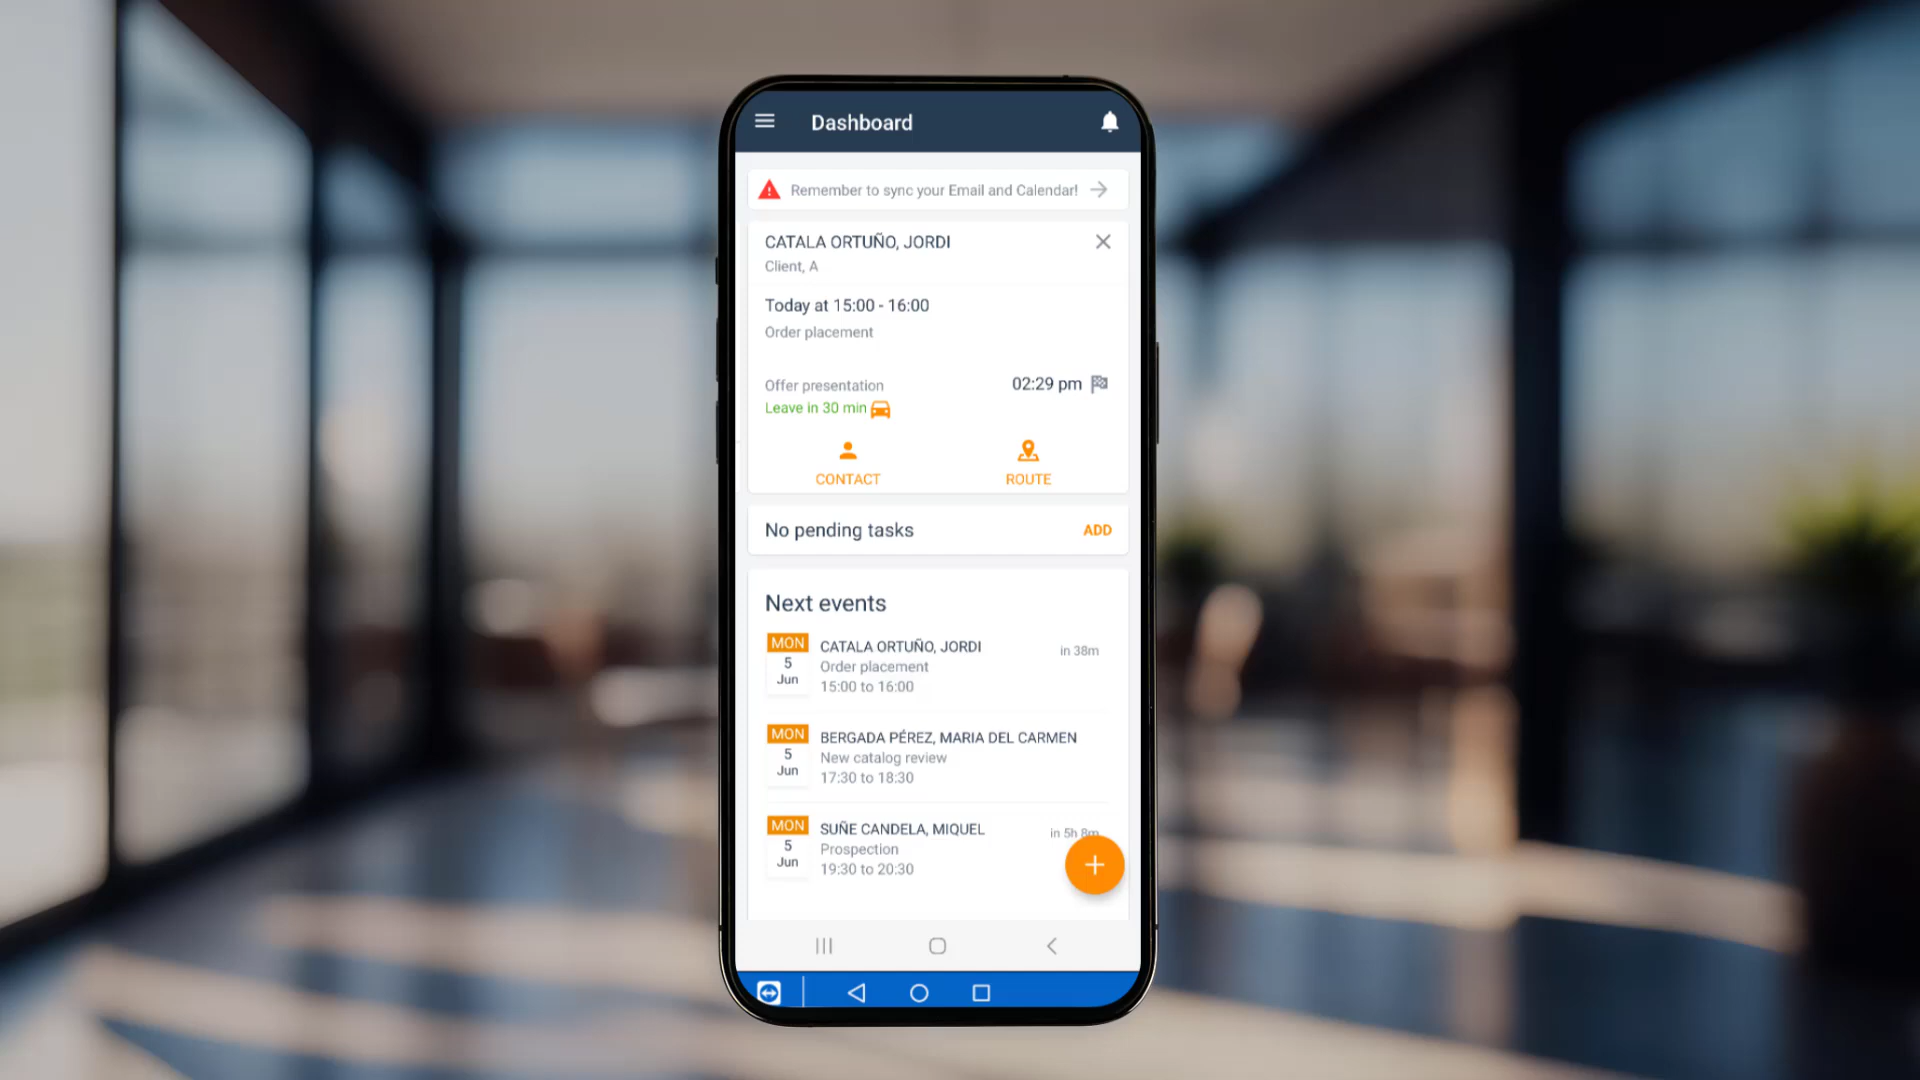 Dashboard
Remember to sync your Email and Calendar!
CATALA ORTUÑO, JORDI
Client, A
Today at 15:00 - 16:00
Order placement
Offer presentation
02:29 pm
Leave in 30 min
CONTACT
ROUTE
No pending tasks
ADD
Next events
MON
5
Jun
CATALA ORTUÑO, JORDI
in 38m
Order placement
15:00 to 16:00
MON
5
Jun
BERGADA PÉREZ, MARIA DEL CARMEN
New catalog review
17:30 to 18:30
MON
5
Jun
SUÑE CANDELA, MIQUEL
in 5h 8m
Prospection
19:30 to 20:30